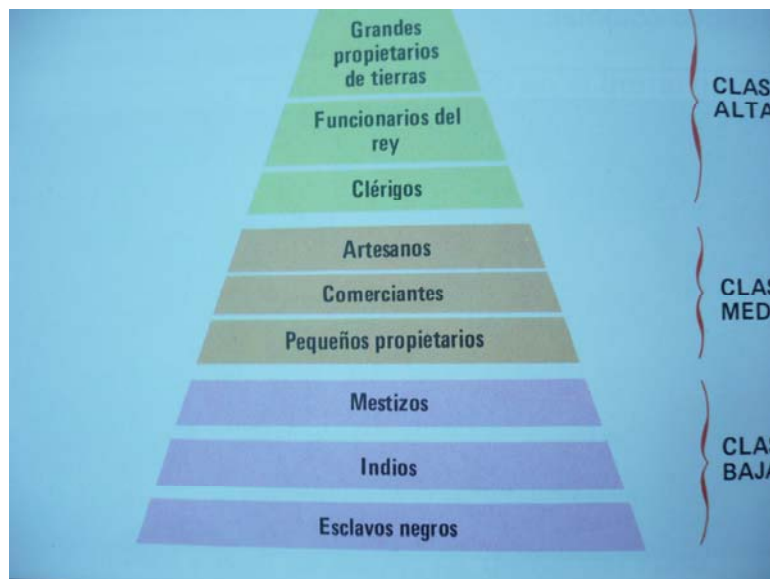 Grandes
propietarios
de tierras
Funcionarios del
rey
Clérigos
CLAS
ALTA
Artesanos
Comerciantes
Pequeños propietarios
CLAS
MED
Mestizos
Indios
Esclavos negros
CLAS
BAJA